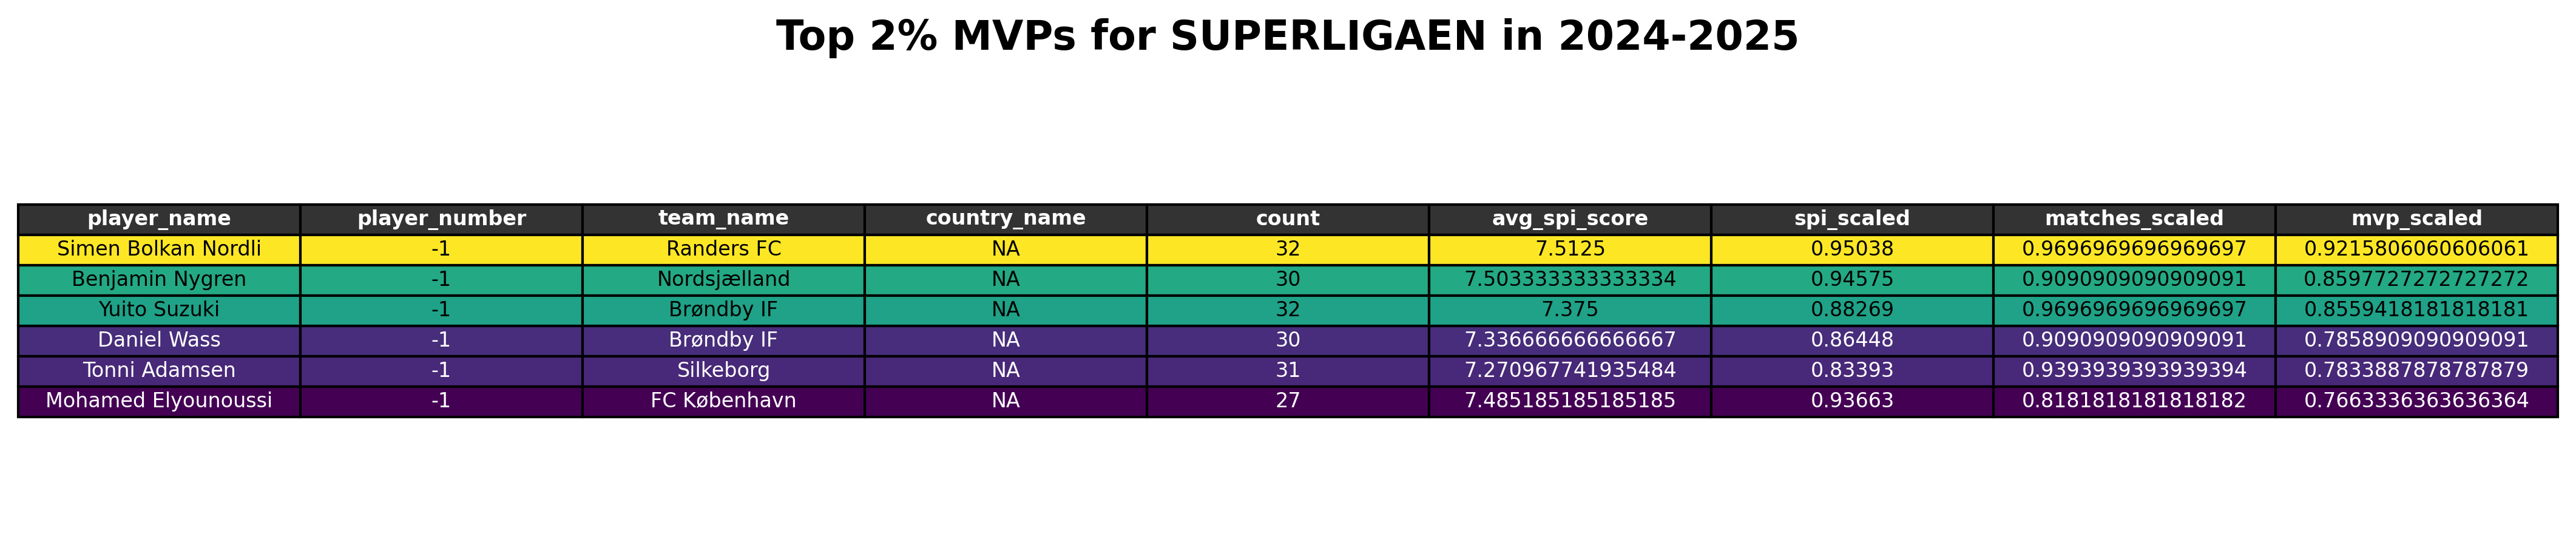 Top 2% MVPs for SUPERLIGAEN in 2024-2025
player_name player_number team_name country_name count avg_spi_score spi_scaled matches_scaled mvp_scaled
Simen Bolkan Nordli -1 Randers FC NA 32 7.5125 0.95038 0.9696969696969697 0.9215806060606061
Benjamin Nygren -1 Nordsjælland NA 30 7.503333333333334 0.94575 0.9090909090909091 0.8597727272727272
Yuito Suzuki -1 Brøndby IF NA 32 7.375 0.88269 0.9696969696969697 0.8559418181818181
Daniel Wass -1 Brøndby IF NA 30 7.336666666666667 0.86448 0.9090909090909091 0.7858909090909091
Tonni Adamsen -1 Silkeborg NA 31 7.270967741935484 0.83393 0.9393939393939394 0.7833887878787879
Mohamed Elyounoussi -1 FC København NA 27 7.485185185185185 0.93663 0.8181818181818182 0.7663336363636364